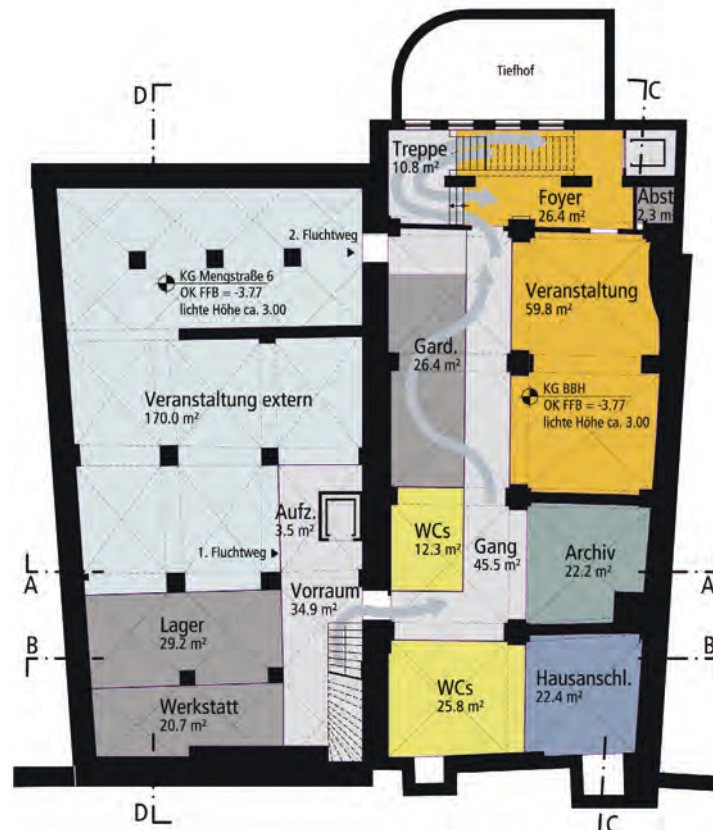 Tiefhof
D
C
Treppe
10.8 m²
Foyer
26.4 m²
Abst
2.3 m
2. Fluchtweg
KG Mengstraße 6
OK FFB = -3.77
lichte Höhe ca. 3.00
Veranstaltung
59.8 m²
Gard.
26.4 m²
KG BBH
OK FFB = -3.77
lichte Höhe ca. 3.00
Veranstaltung extern
170.0 m²
Aufz.
3.5 m²
1. Fluchtweg
WCs
12.3 m²
Gang
45.5 m²
Archiv
22.2 m²
A
A
Vorraum
34.9 m²
Lager
29.2 m²
B
B
WCs
25.8 m²
Hausanschl.
22.4 m²
Werkstatt
20.7 m²
D
C